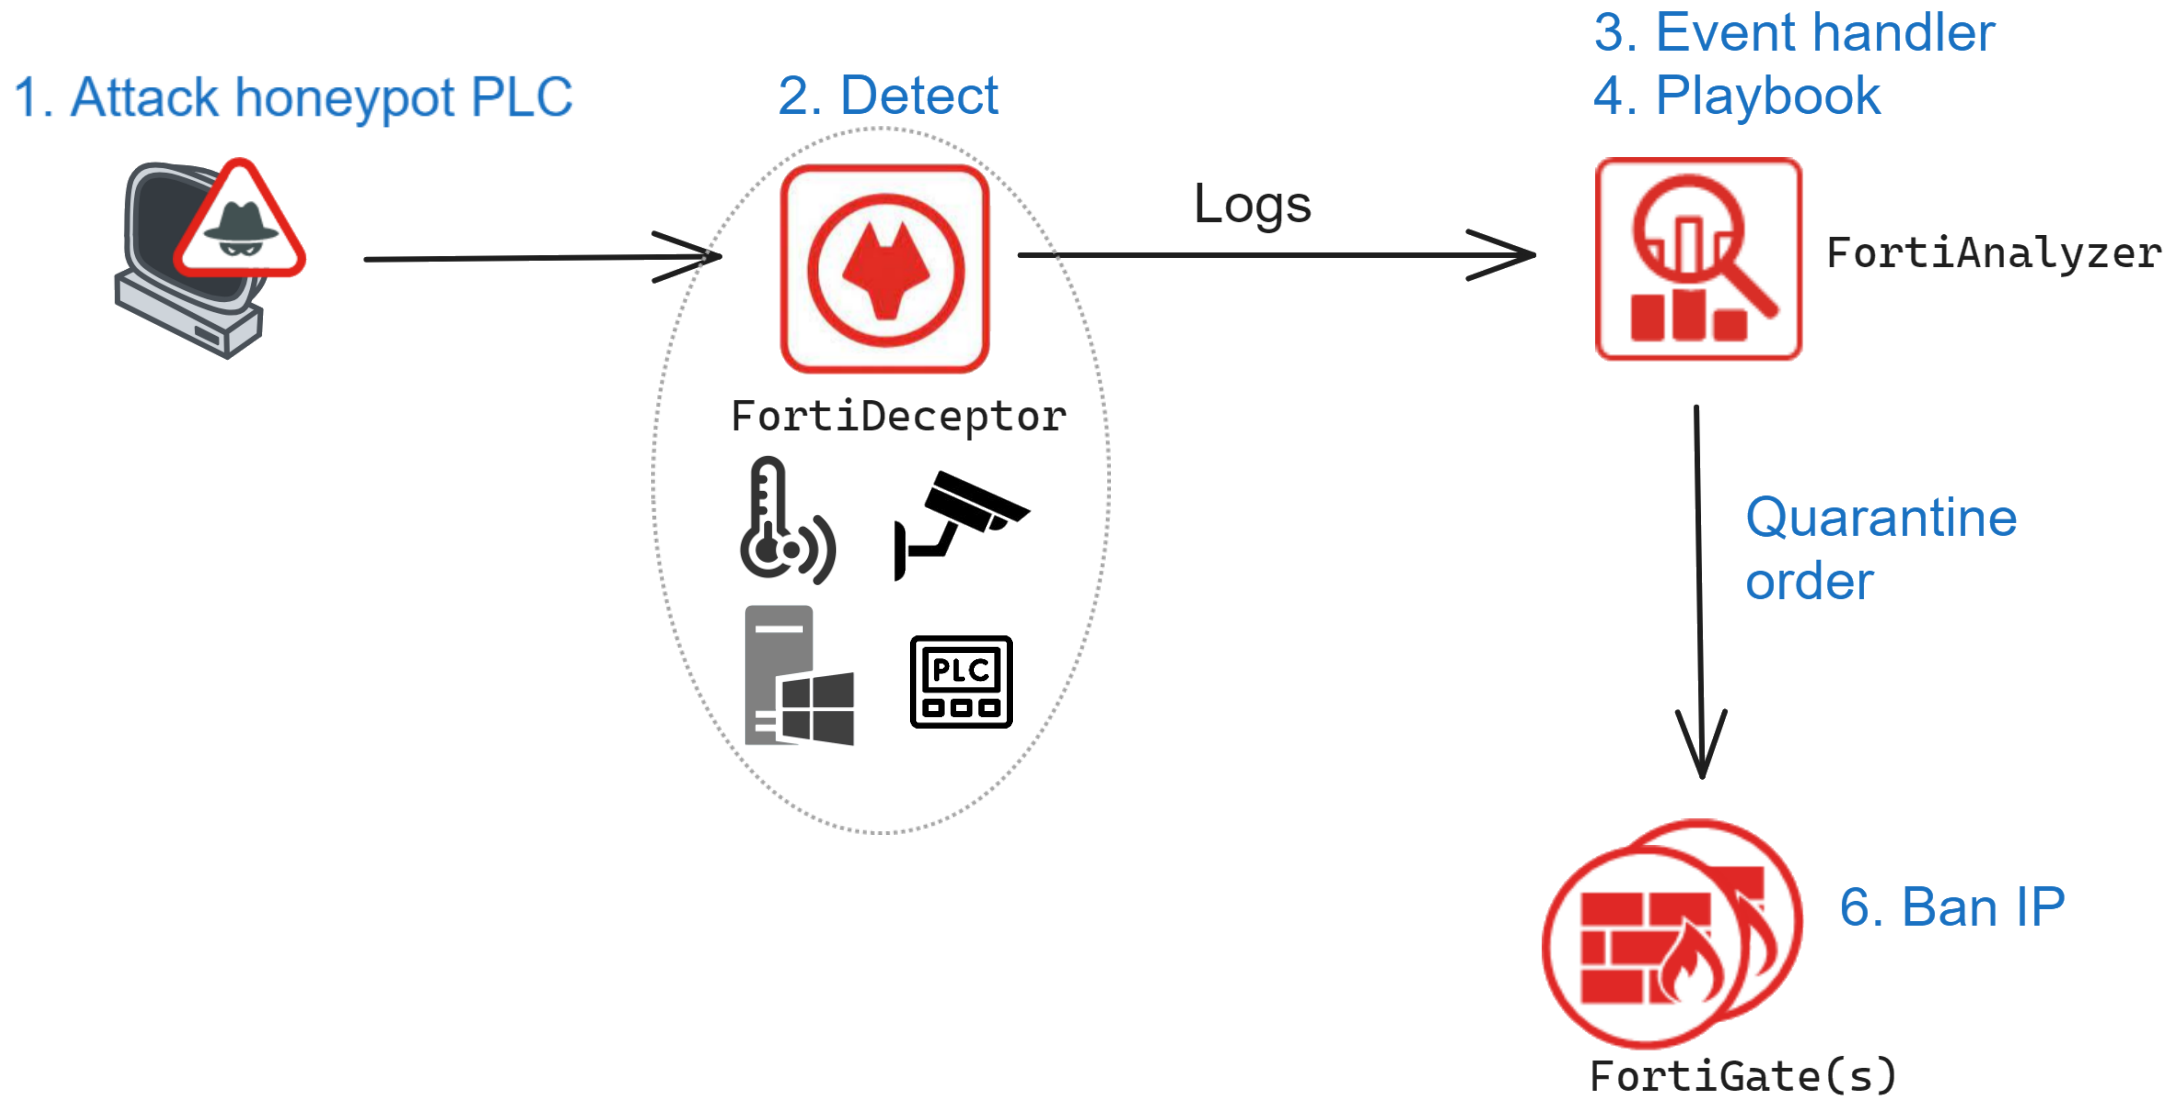 1. Attack honeypot PLC
2. Detect
3. Event handler
4. Playbook
Logs
FortiAnalyzer
FortiDeceptor
PLC
Quarantine
order
6. Ban IP
FortiGate(s)